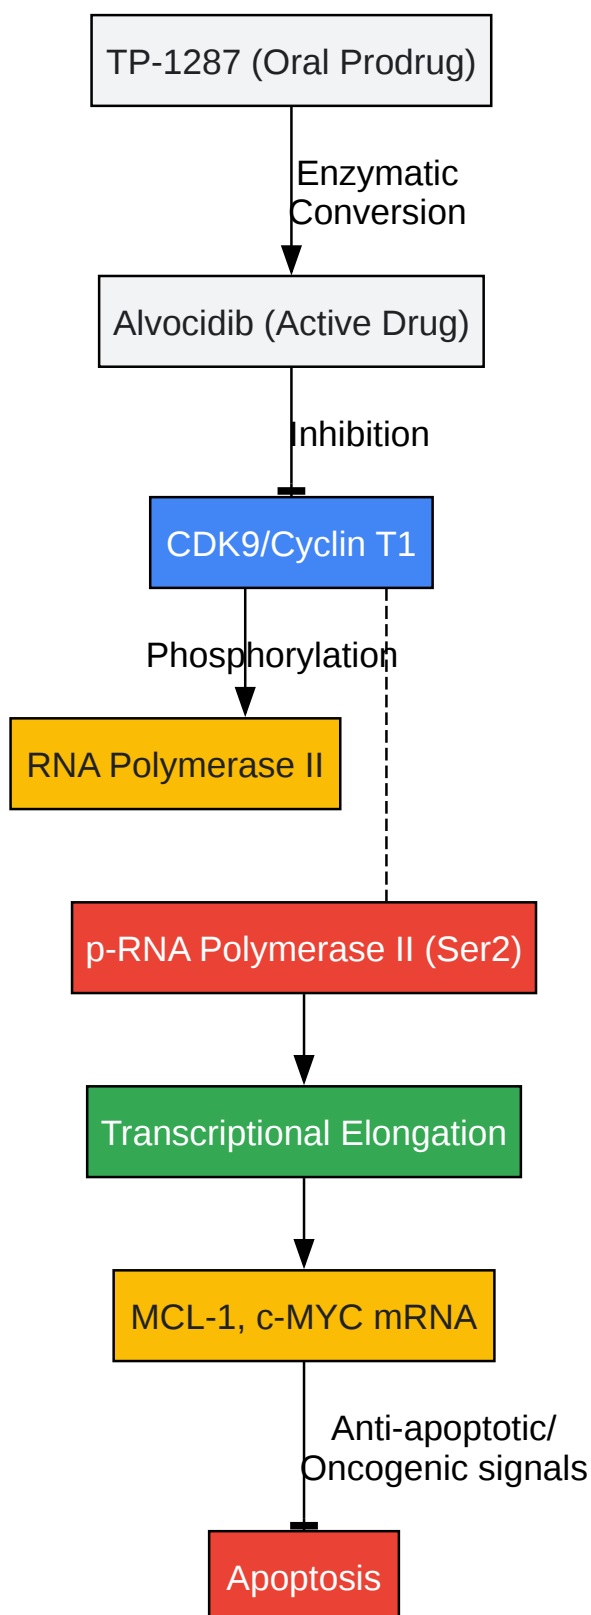 TP-1287 (Oral Prodrug)
Enzymatic
Conversion
Alvocidib (Active Drug)
Inhibition
CDK9/Cyclin T1
Phosphorylation
RNA Polymerase II
p-RNA Polymerase II (Ser2)
Transcriptional Elongation
MCL-1, c-MYC mRNA
Anti-apoptotic/
Oncogenic signals
Apoptosis